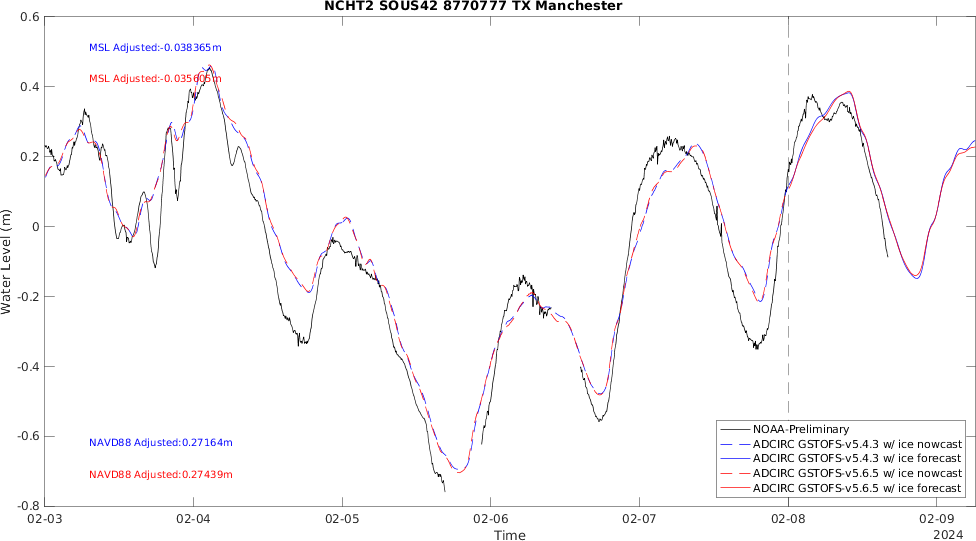 NCHT2 SOUS42 8770777 TX Manchester
0.6
MSL Adjusted:-0.038365m
MSL Adjusted:-0.035605m
0.4
0.2
0
-0.2
-0.4
-0.6
-0.8
Water Level (m)
NAVD88 Adjusted:0.27164m
NAVD88 Adjusted:0.27439m
NOAA-Preliminary
ADCIRC GSTOFS-v5.4.3 w/ ice nowcast
ADCIRC GSTOFS-v5.4.3 w/ ice forecast
ADCIRC GSTOFS-v5.6.5 w/ ice nowcast
ADCIRC GSTOFS-v5.6.5 w/ ice forecast
02-03 02-04 02-05 02-06 02-07 02-08 02-09
Time 2024